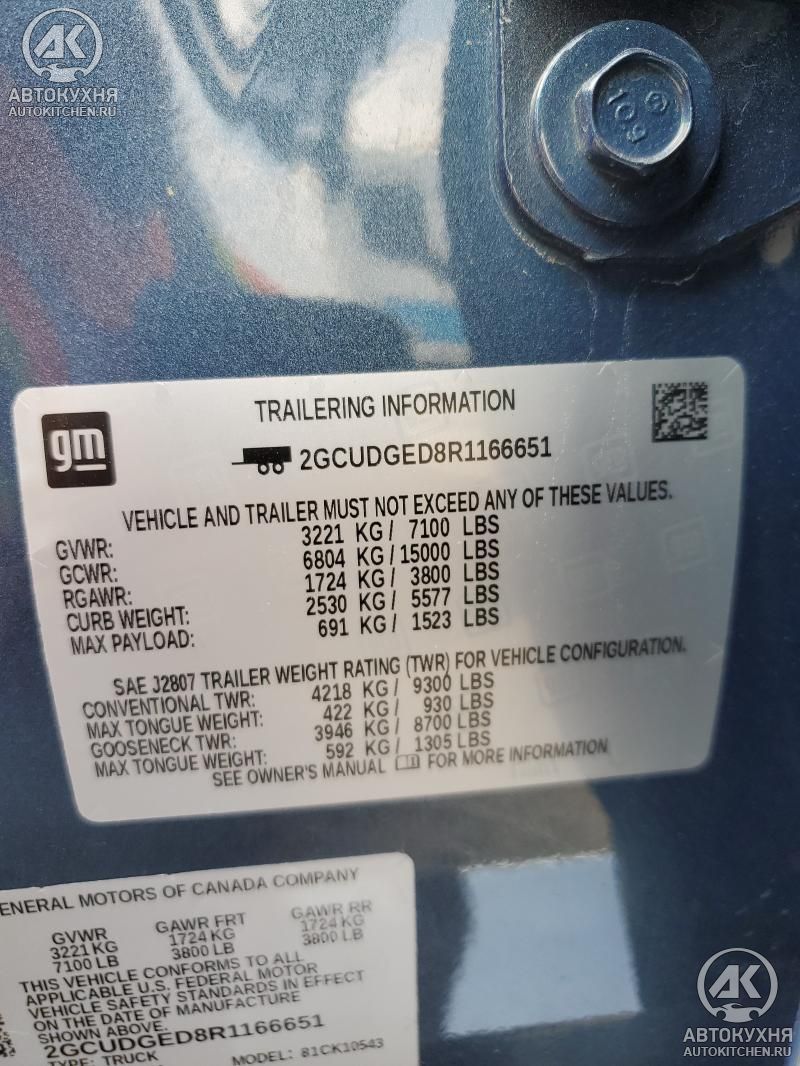 AK
АВТОКУХНЯ
AUTOKITCHEN.RU
10.9
gm
TRAILERING INFORMATION
2GCUDGED8R1166651
VEHICLE AND TRAILER MUST NOT EXCEED ANY OF THESE VALUES.
GVWR: 3221 KG / 7100 LBS
GCWR: 6804 KG / 15000 LBS
RGAWR: 1724 KG / 3800 LBS
CURB WEIGHT: 2530 KG / 5577 LBS
MAX PAYLOAD: 691 KG / 1523 LBS
SAE J2807 TRAILER WEIGHT RATING (TWR) FOR VEHICLE CONFIGURATION.
CONVENTIONAL TWR: 4218 KG / 9300 LBS
MAX TONGUE WEIGHT: 422 KG / 930 LBS
GOOSENECK TWR: 3946 KG / 8700 LBS
MAX TONGUE WEIGHT: 592 KG / 1305 LBS
SEE OWNER'S MANUAL FOR MORE INFORMATION
ENERAL MOTORS OF CANADA COMPANY
GVWR GAWR FRT GAWR RR
3221 KG 1724 KG 1724 KG
7100 LB 3800 LB 3800 LB
THIS VEHICLE CONFORMS TO ALL
APPLICABLE U.S. FEDERAL MOTOR
VEHICLE SAFETY STANDARDS IN EFFECT
ON THE DATE OF MANUFACTURE
SHOWN ABOVE.
2GCUDGED8R1166651
TYPE: TRUCK MODEL: 81CK10543
AK
АВТОКУХНЯ
AUTOKITCHEN.RU